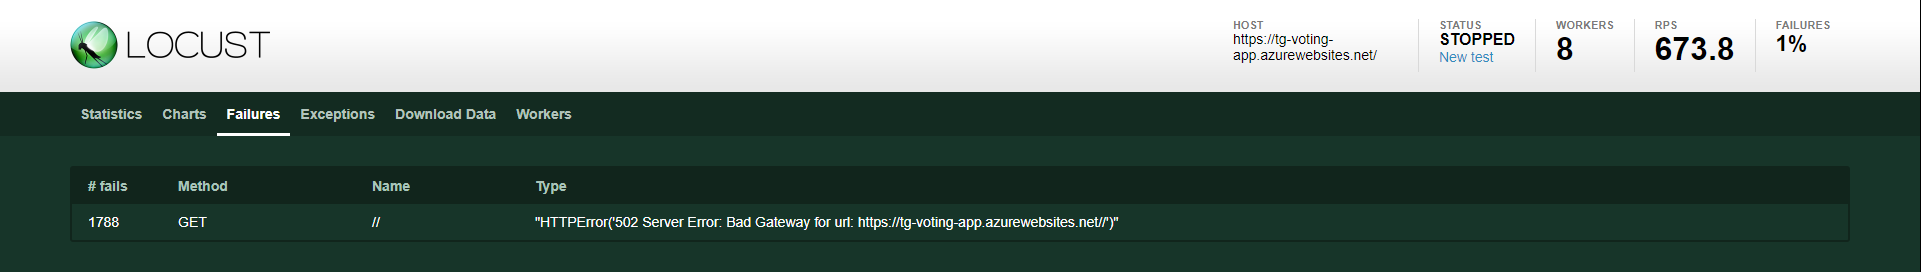 LOCUST
HOST
https://tg-voting-
app.azurewebsites.net/
STATUS
STOPPED
New test
WORKERS
8
RPS
673.8
FAILURES
1%
Statistics Charts Failures Exceptions Download Data Workers
# fails Method Name Type
1788 GET // "HTTPError('502 Server Error: Bad Gateway for url: https://tg-voting-app.azurewebsites.net//')"